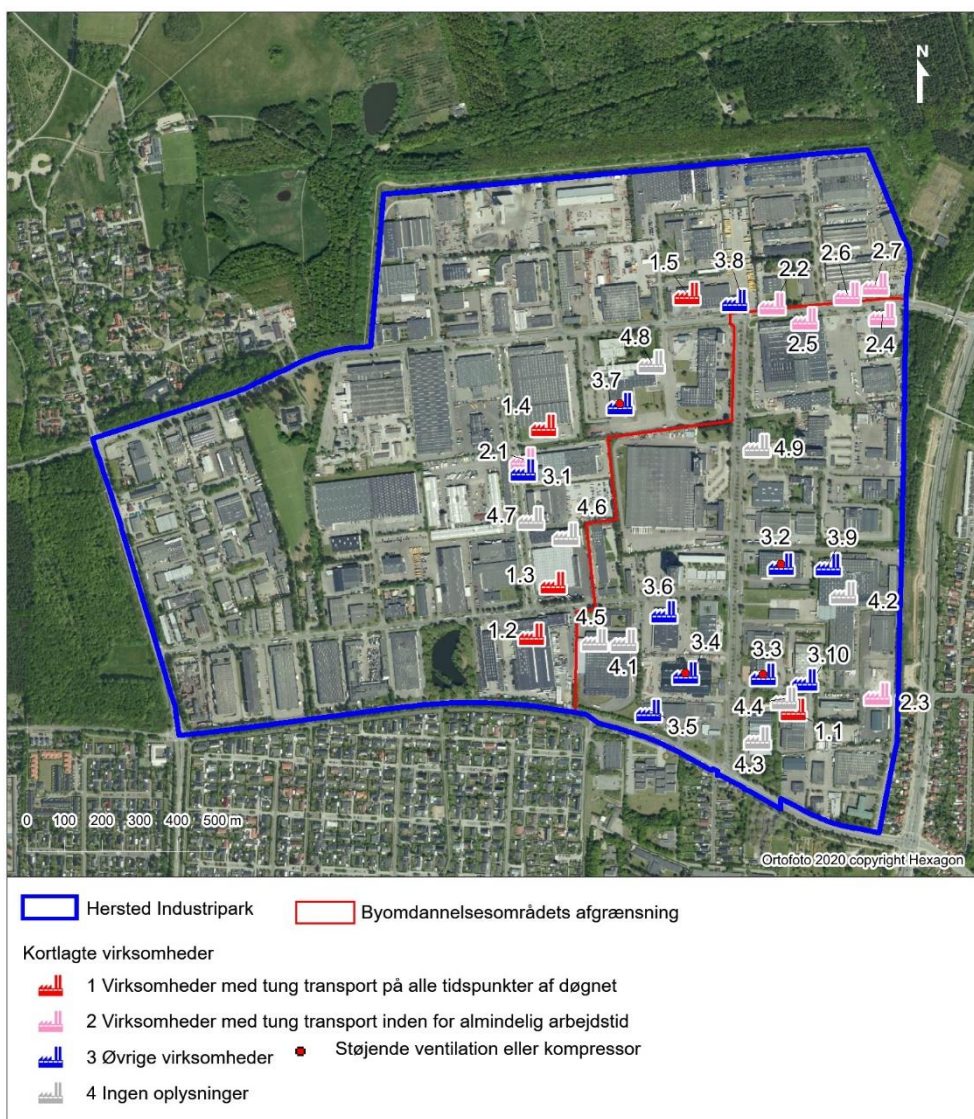 N
1.5
3.8
2.2
2.6
2.7
2.5
2.4
4.8
3.7
1.4
2.1
3.1
4.9
4.7
4.6
3.2
3.9
1.3
4.2
3.6
4.5
1.2
4.1
3.4
3.3
3.10
2.3
4.4
3.5
1.1
4.3
0 100 200 300 400 500 m
Ortofoto 2020 copyright Hexagon
Hersted Industripark
Byomdannelsesområdets afgrænsning
Kortlagte virksomheder
1 Virksomheder med tung transport på alle tidspunkter af døgnet
2 Virksomheder med tung transport inden for almindelig arbejdstid
3 Øvrige virksomheder
Støjende ventilation eller kompressor
4 Ingen oplysninger